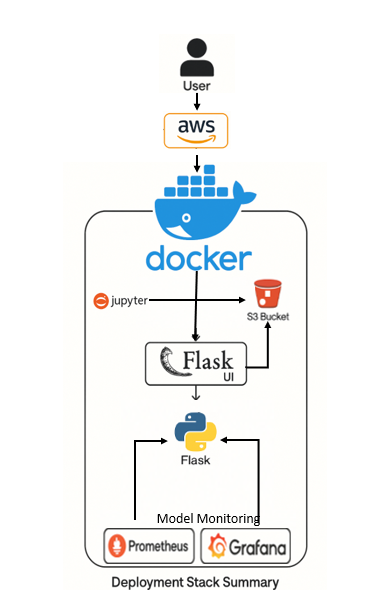 User
aws
docker
jupyter
S3 Bucket
Flask
UI
Flask
Model Monitoring
Prometheus
Grafana
Deployment Stack Summary